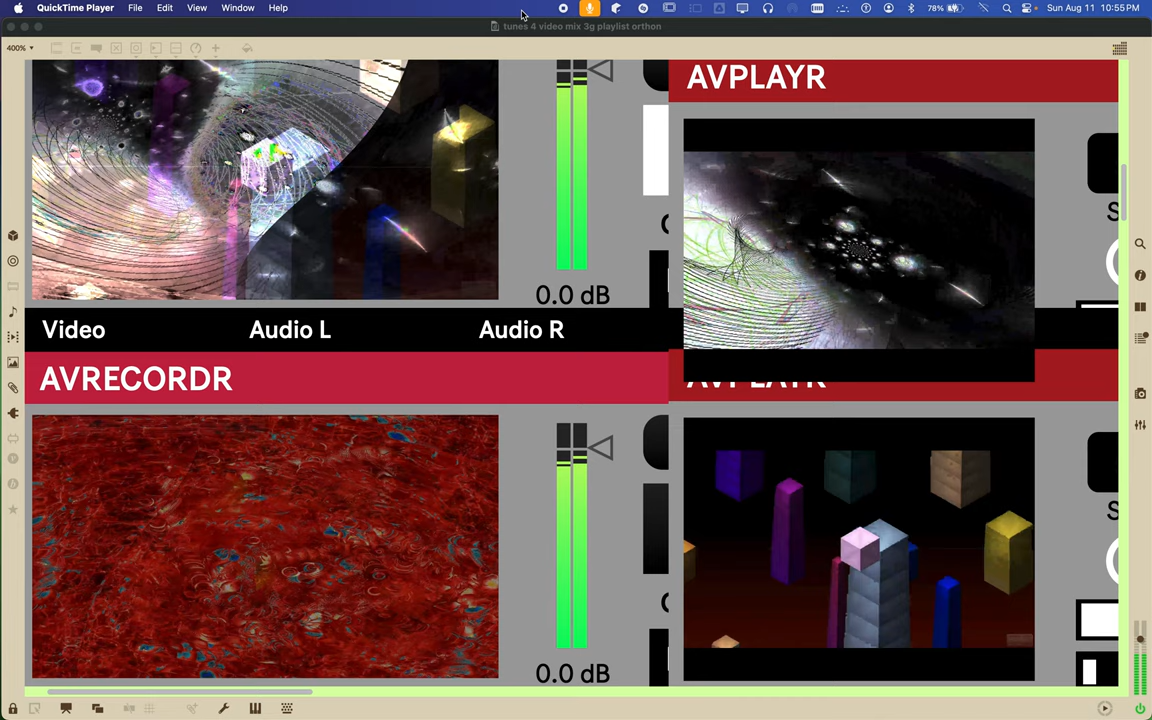 QuickTime Player File Edit View Window Help 78% Sun Aug 11 10:55 PM
tunes 4 video mix 3g playlist orthon
400%
AVPLAYR
0.0 dB
Video Audio L Audio R
AVRECORDR
0.0 dB